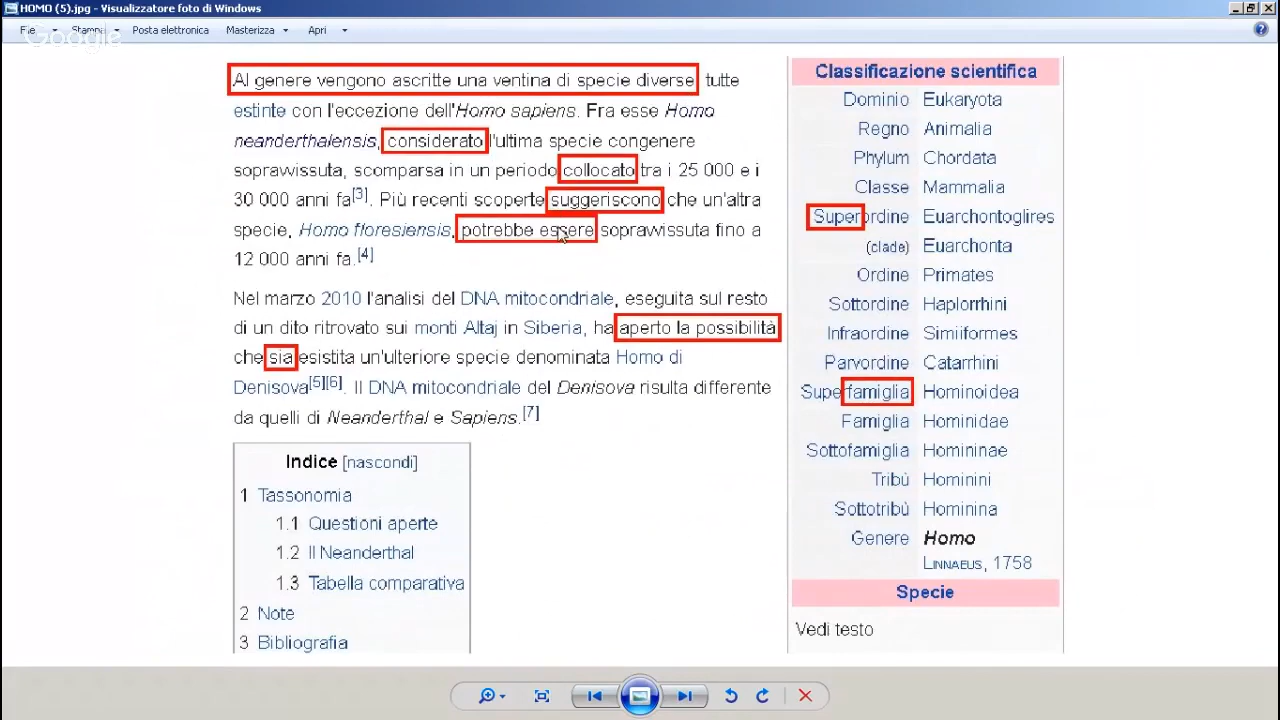 HOMO (5).jpg - Visualizzatore foto di Windows
File Stampa Posta elettronica Masterizza Apri
Google
Al genere vengono ascritte una ventina di specie diverse tutte
estinte con l'eccezione dell'Homo sapiens. Fra esse Homo
neanderthalensis, considerato l'ultima specie congenere
sopravvissuta, scomparsa in un periodo collocato tra i 25 000 e i
30 000 anni fa[3]. Più recenti scoperte suggeriscono che un'altra
specie, Homo floresiensis, potrebbe essere sopravvissuta fino a
12 000 anni fa.[4]
Nel marzo 2010 l'analisi del DNA mitocondriale, eseguita sul resto
di un dito ritrovato sui monti Altaj in Siberia, ha aperto la possibilità
che sia esistita un'ulteriore specie denominata Homo di
Denisova[5][6]. Il DNA mitocondriale del Denisova risulta differente
da quelli di Neanderthal e Sapiens.[7]
Indice [nascondi]
1 Tassonomia
1.1 Questioni aperte
1.2 Il Neanderthal
1.3 Tabella comparativa
2 Note
3 Bibliografia
Classificazione scientifica
Dominio Eukaryota
Regno Animalia
Phylum Chordata
Classe Mammalia
Superordine Euarchontoglires
(clade) Euarchonta
Ordine Primates
Sottordine Haplorrhini
Infraordine Simiiformes
Parvordine Catarrhini
Superfamiglia Hominoidea
Famiglia Hominidae
Sottofamiglia Homininae
Tribù Hominini
Sottotribù Hominina
Genere Homo
Linnaeus, 1758
Specie
Vedi testo